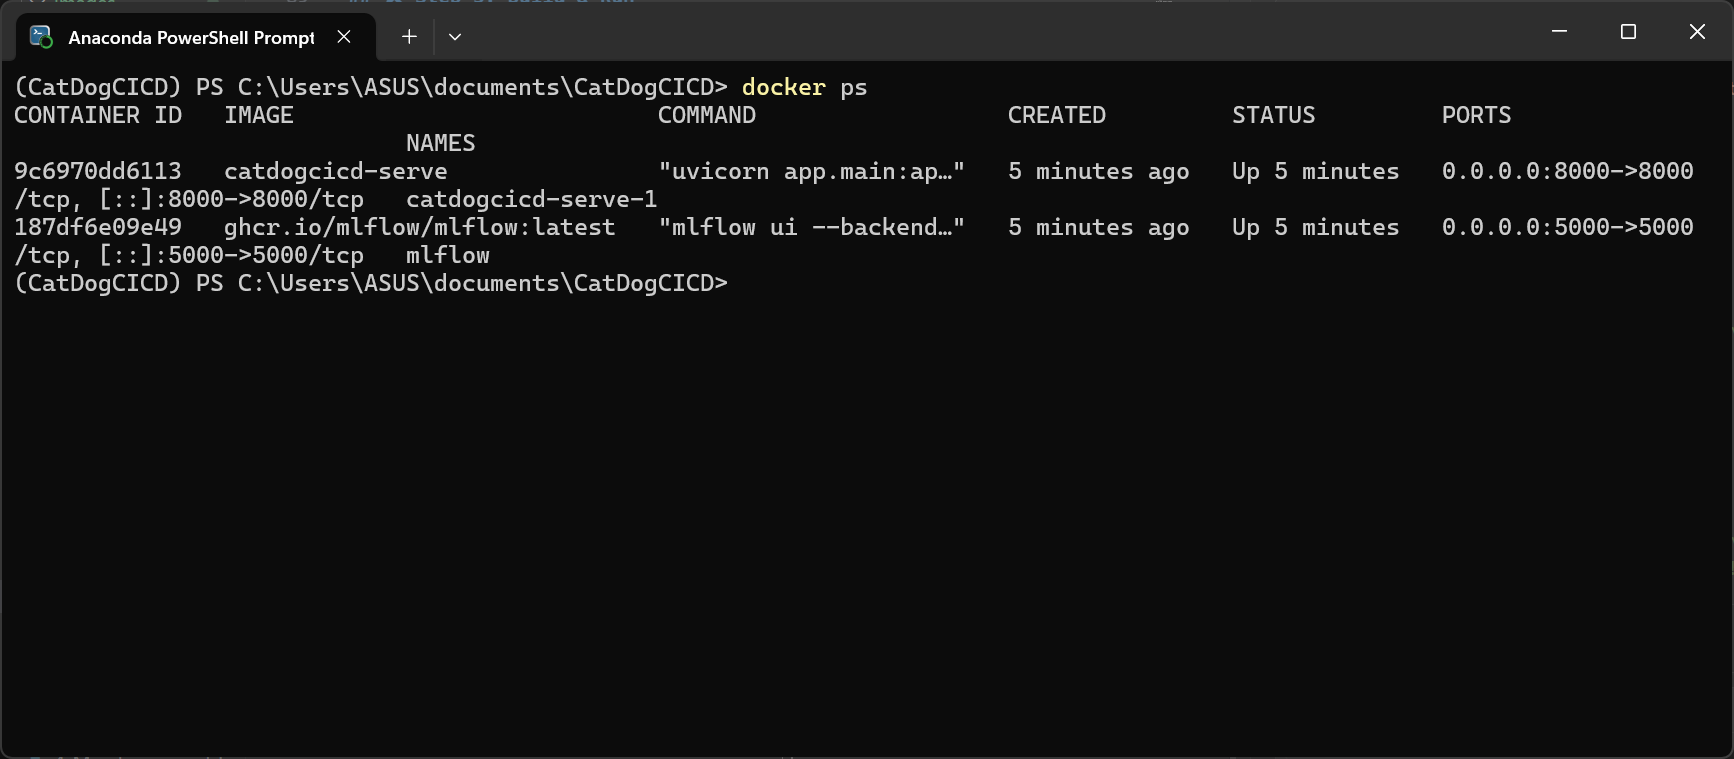 Anaconda PowerShell Prompt
(CatDogCICD) PS C:\Users\ASUS\documents\CatDogCICD> docker ps
CONTAINER ID   IMAGE                          COMMAND                  CREATED         STATUS         PORTS
                            NAMES
9c6970dd6113   catdogcicd-serve               "uvicorn app.main:ap…"   5 minutes ago   Up 5 minutes   0.0.0.0:8000->8000
/tcp, [::]:8000->8000/tcp   catdogcicd-serve-1
187df6e09e49   ghcr.io/mlflow/mlflow:latest   "mlflow ui --backend…"   5 minutes ago   Up 5 minutes   0.0.0.0:5000->5000
/tcp, [::]:5000->5000/tcp   mlflow
(CatDogCICD) PS C:\Users\ASUS\documents\CatDogCICD>